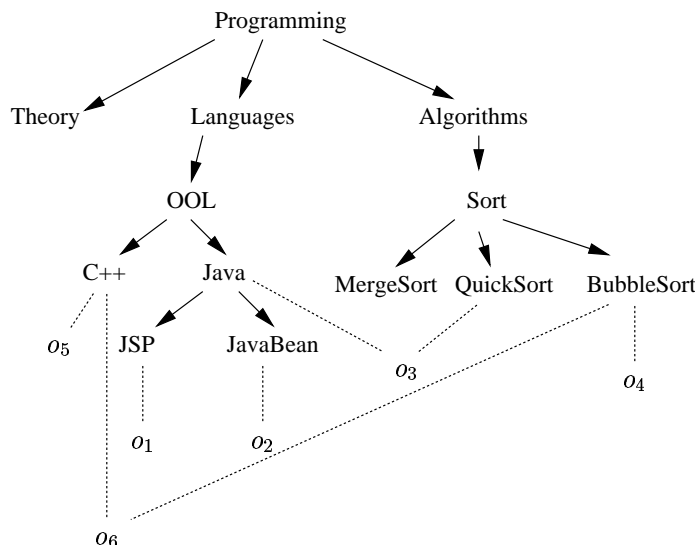 Programming
Theory Languages Algorithms
OOL Sort
C++ Java MergeSort QuickSort BubbleSort
o5 JSP JavaBean o3 o4
o1 o2
o6